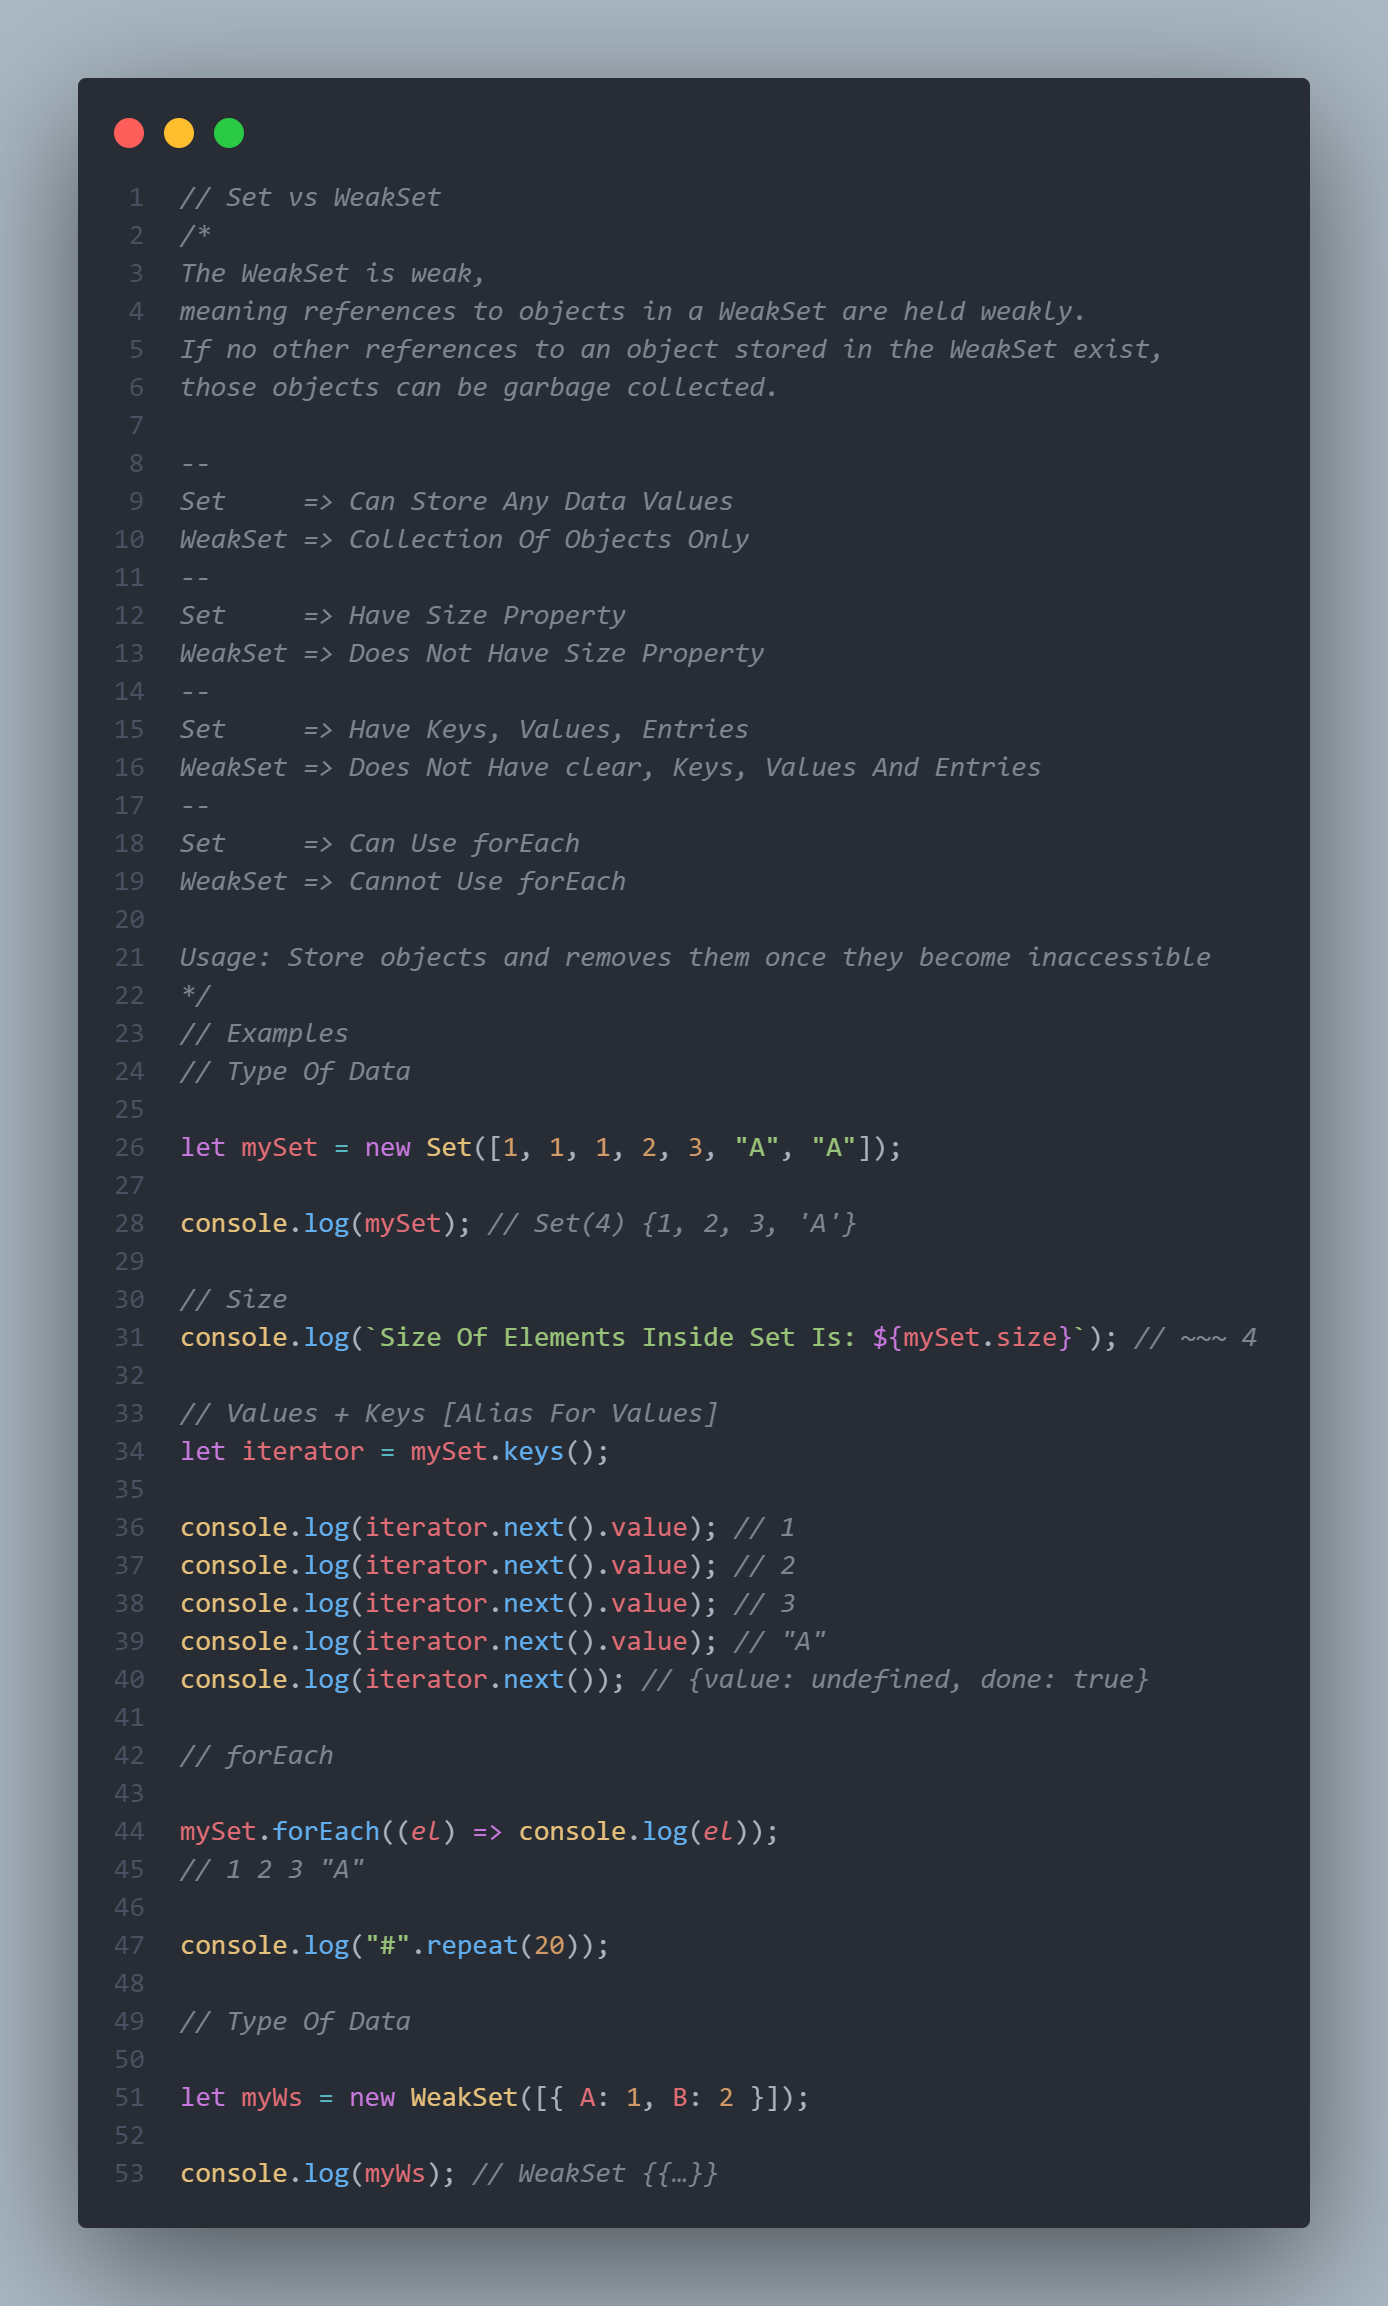 1 // Set vs WeakSet
2 /*
3 The WeakSet is weak,
4 meaning references to objects in a WeakSet are held weakly.
5 If no other references to an object stored in the WeakSet exist,
6 those objects can be garbage collected.
7
8 --
9 Set     => Can Store Any Data Values
10 WeakSet => Collection Of Objects Only
11 --
12 Set     => Have Size Property
13 WeakSet => Does Not Have Size Property
14 --
15 Set     => Have Keys, Values, Entries
16 WeakSet => Does Not Have clear, Keys, Values And Entries
17 --
18 Set     => Can Use forEach
19 WeakSet => Cannot Use forEach
20
21 Usage: Store objects and removes them once they become inaccessible
22 */
23 // Examples
24 // Type Of Data
25
26 let mySet = new Set([1, 1, 1, 2, 3, "A", "A"]);
27
28 console.log(mySet); // Set(4) {1, 2, 3, 'A'}
29
30 // Size
31 console.log(`Size Of Elements Inside Set Is: ${mySet.size}`); // ~~~ 4
32
33 // Values + Keys [Alias For Values]
34 let iterator = mySet.keys();
35
36 console.log(iterator.next().value); // 1
37 console.log(iterator.next().value); // 2
38 console.log(iterator.next().value); // 3
39 console.log(iterator.next().value); // "A"
40 console.log(iterator.next()); // {value: undefined, done: true}
41
42 // forEach
43
44 mySet.forEach((el) => console.log(el));
45 // 1 2 3 "A"
46
47 console.log("#".repeat(20));
48
49 // Type Of Data
50
51 let myWs = new WeakSet([{ A: 1, B: 2 }]);
52
53 console.log(myWs); // WeakSet {{…}}